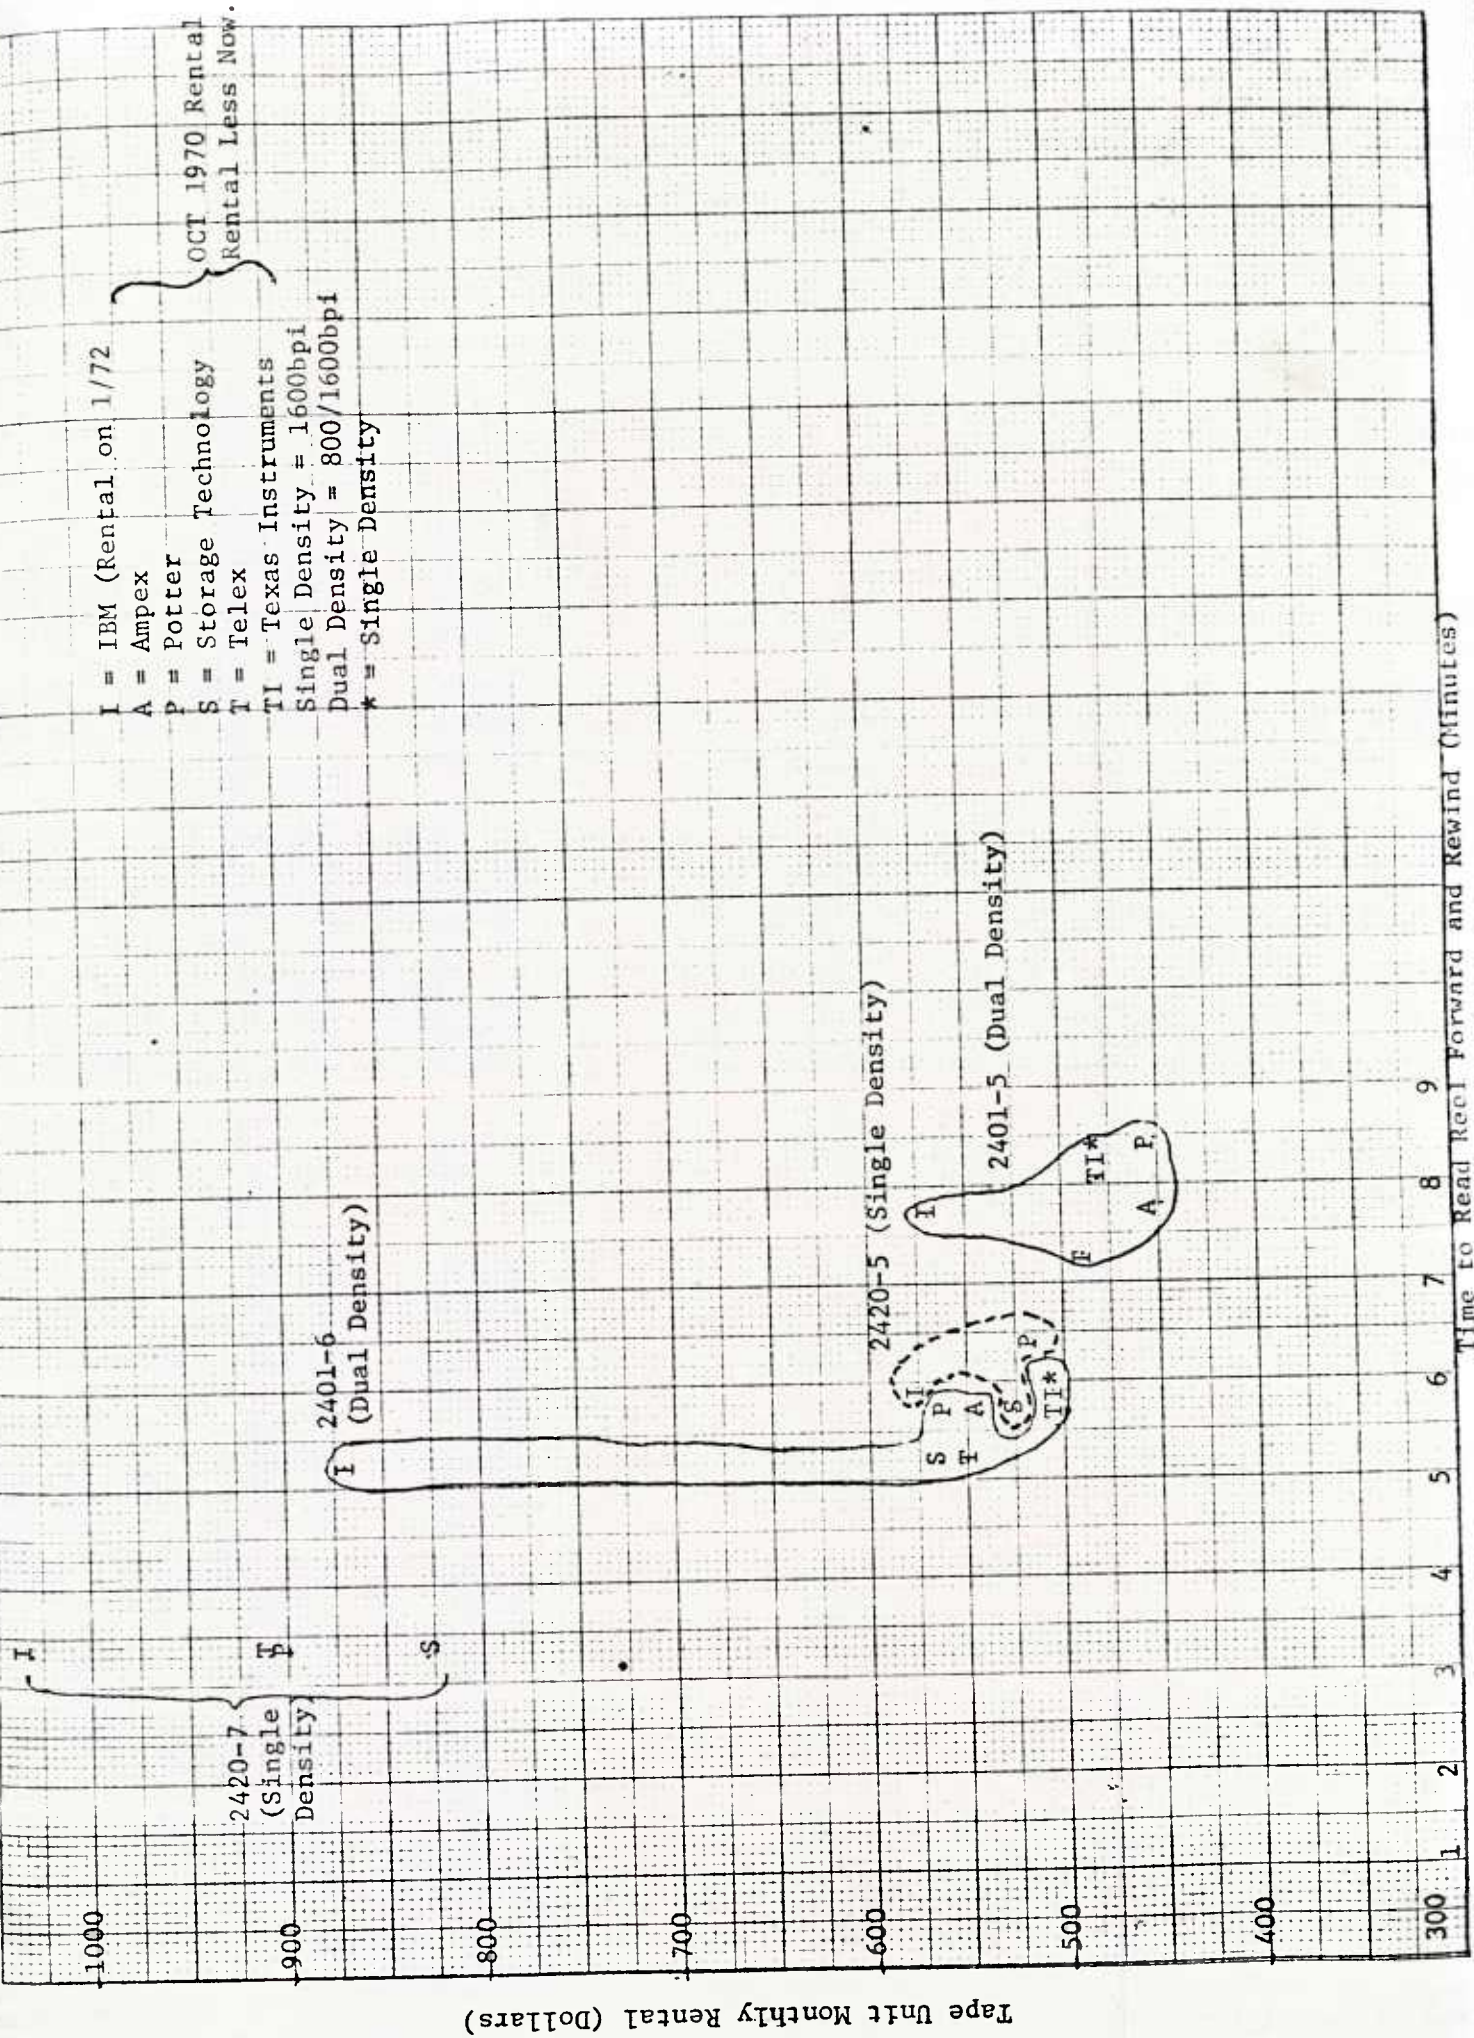 I = IBM (Rental on 1/72
A = Ampex
P = Potter
S = Storage Technology
T = Telex
TI = Texas Instruments
OCT 1970 Rental
Rental Less Now.
Single Density = 1600bpi
Dual Density = 800/1600bpi
* = Single Density
Tape Unit Monthly Rental (Dollars)
1000
900
800
700
600
500
400
300
I
T
P
S
2420-7
(Single
Density)
2401-6
(Dual Density)
I
S
T
P
A
TI*
2420-5 (Single Density)
I
S
P
2401-5 (Dual Density)
I
T
TI*
A
P
1 2 3 4 5 6 7 8 9
Time to Read Reel Forward and Rewind (Minutes)